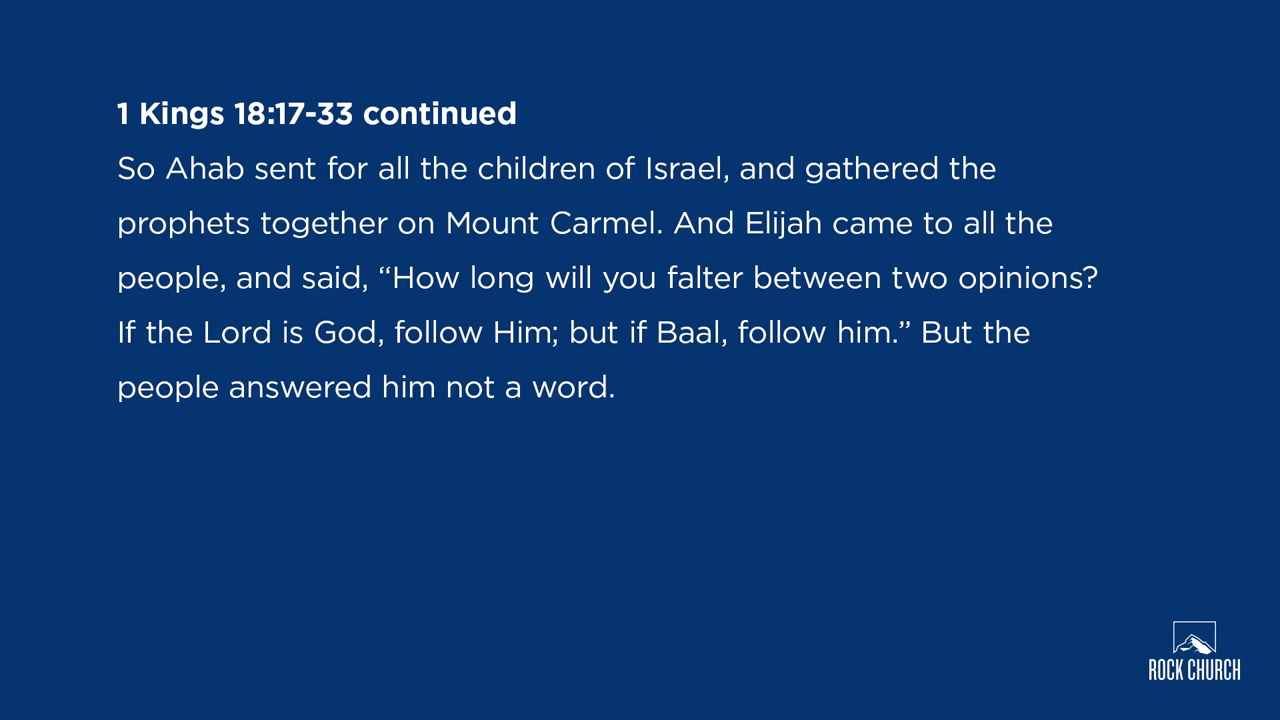 1 Kings 18:17-33 continued
So Ahab sent for all the children of Israel, and gathered the
prophets together on Mount Carmel. And Elijah came to all the
people, and said, “How long will you falter between two opinions?
If the Lord is God, follow Him; but if Baal, follow him.” But the
people answered him not a word.
ROCK CHURCH